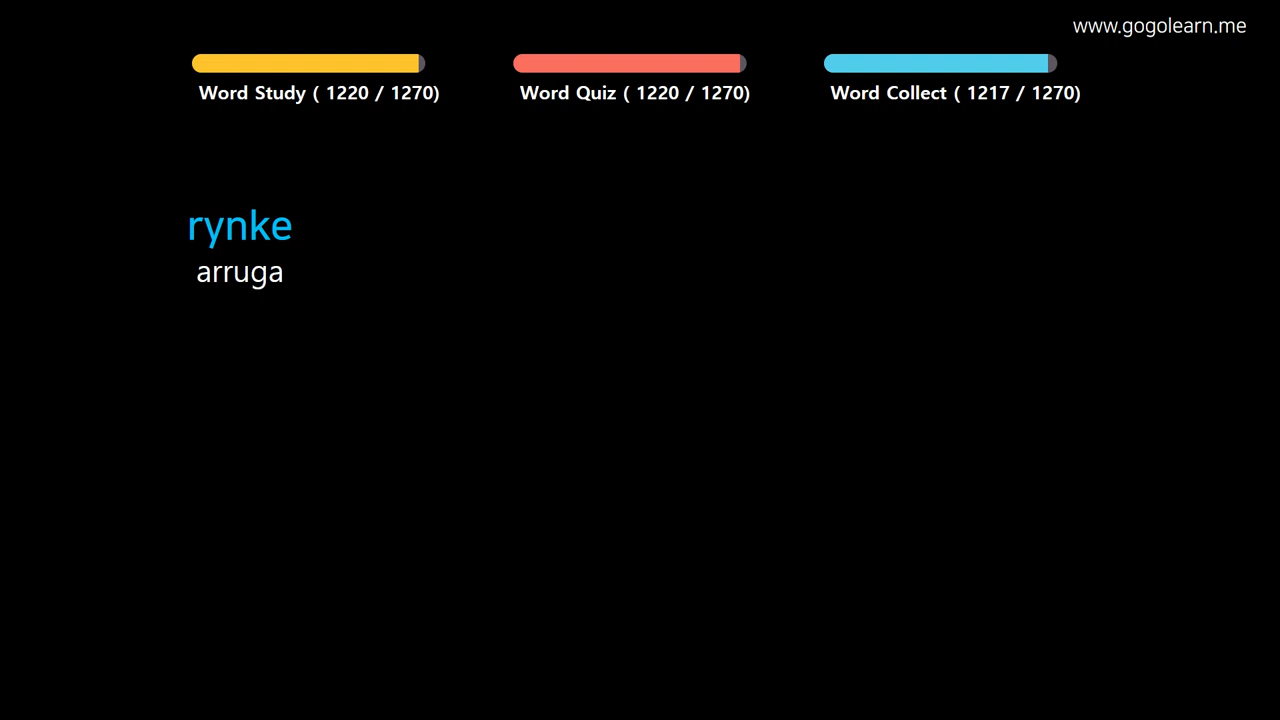 www.gogolearn.me
Word Study ( 1220 / 1270)
Word Quiz ( 1220 / 1270)
Word Collect ( 1217 / 1270)
rynke
arruga